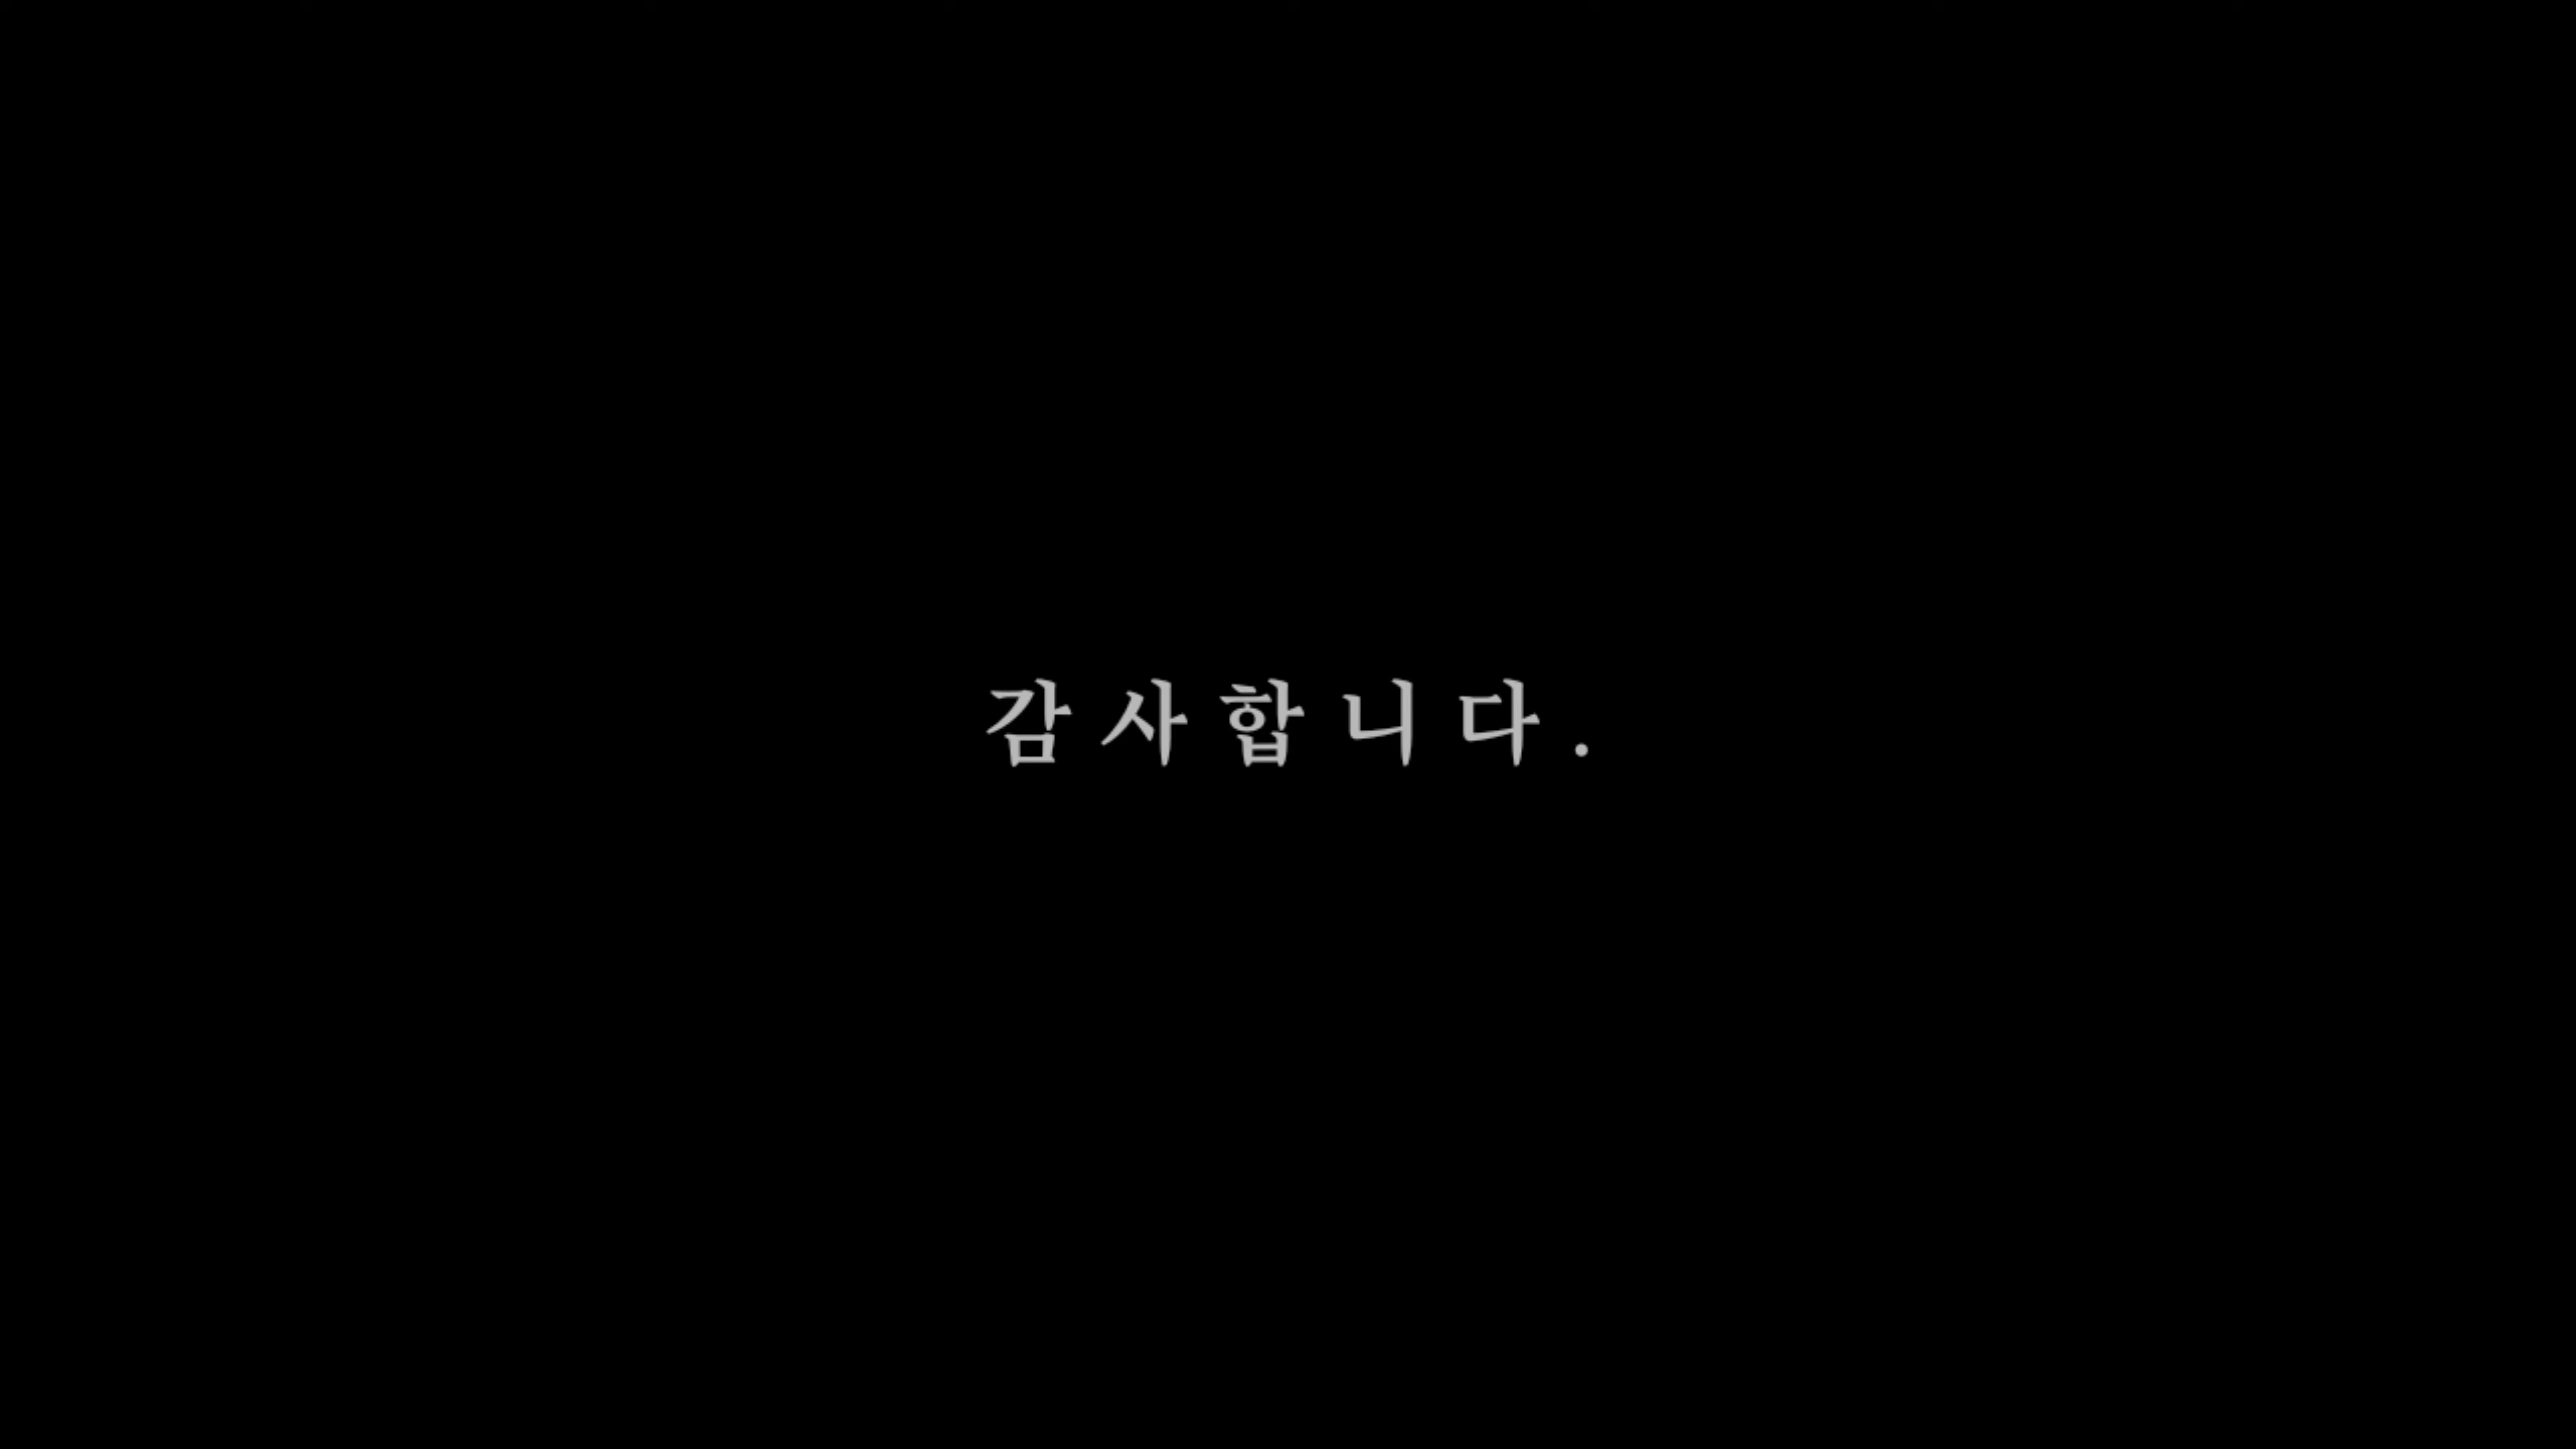 감 사 합 니 다 .